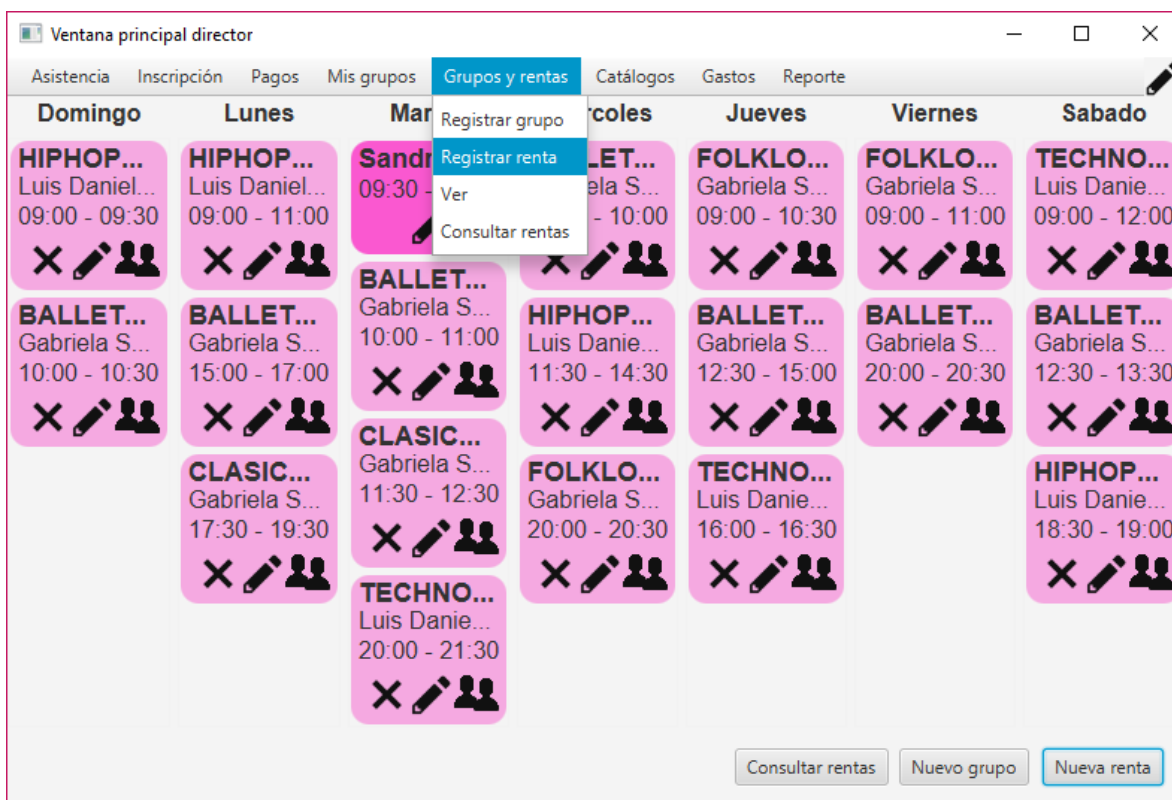 Ventana principal director
Asistencia Inscripción Pagos Mis grupos Grupos y rentas Catálogos Gastos Reporte
Registrar grupo
Registrar renta
Ver
Consultar rentas
Domingo
HIPHOP...
Luis Daniel...
09:00 - 09:30
BALLET...
Gabriela S...
10:00 - 10:30
Lunes
HIPHOP...
Luis Daniel...
09:00 - 11:00
BALLET...
Gabriela S...
15:00 - 17:00
CLASIC...
Gabriela S...
17:30 - 19:30
Mar
Sandr
09:30 -
BALLET...
Gabriela S...
10:00 - 11:00
CLASIC...
Gabriela S...
11:30 - 12:30
TECHNO...
Luis Danie...
20:00 - 21:30
rcoles
LET...
ela S...
- 10:00
HIPHOP...
Luis Danie...
11:30 - 14:30
FOLKLO...
Gabriela S...
20:00 - 20:30
Jueves
FOLKLO...
Gabriela S...
09:00 - 10:30
BALLET...
Gabriela S...
12:30 - 15:00
TECHNO...
Luis Danie...
16:00 - 16:30
Viernes
FOLKLO...
Gabriela S...
09:00 - 11:00
BALLET...
Gabriela S...
20:00 - 20:30
Sabado
TECHNO...
Luis Danie...
09:00 - 12:00
BALLET...
Gabriela S...
12:30 - 13:30
HIPHOP...
Luis Danie...
18:30 - 19:00
Consultar rentas
Nuevo grupo
Nueva renta